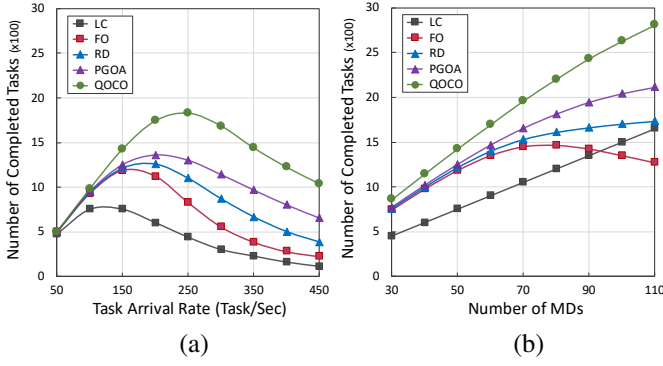 LC
FO
RD
PGOA
QOCO
Number of Completed Tasks (x100)
30
25
20
15
10
5
0
50 150 250 350 450
Task Arrival Rate (Task/Sec)
(a)
LC
FO
RD
PGOA
QOCO
Number of Completed Tasks (x100)
30
25
20
15
10
5
0
30 50 70 90 110
Number of MDs
(b)